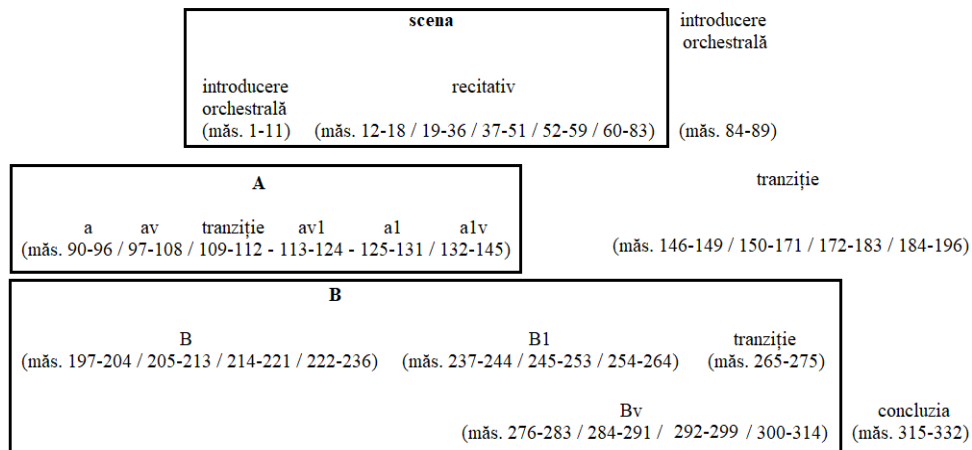 scena
introducere
orchestrală
introducere
orchestrală
recitativ
(măs. 1-11) (măs. 12-18 / 19-36 / 37-51 / 52-59 / 60-83) (măs. 84-89)
A
tranziție
a av tranziție av1 a1 a1v
(măs. 90-96 / 97-108 / 109-112 - 113-124 - 125-131 / 132-145)
(măs. 146-149 / 150-171 / 172-183 / 184-196)
B
B B1 tranziție
(măs. 197-204 / 205-213 / 214-221 / 222-236) (măs. 237-244 / 245-253 / 254-264) (măs. 265-275)
Bv concluzia
(măs. 276-283 / 284-291 / 292-299 / 300-314) (măs. 315-332)